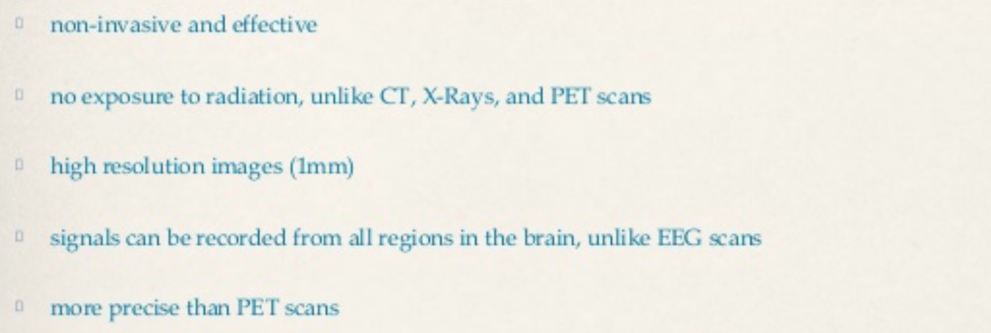 non-invasive and effective
no exposure to radiation, unlike CT, X-Rays, and PET scans
high resolution images (1mm)
signals can be recorded from all regions in the brain, unlike EEG scans
more precise than PET scans